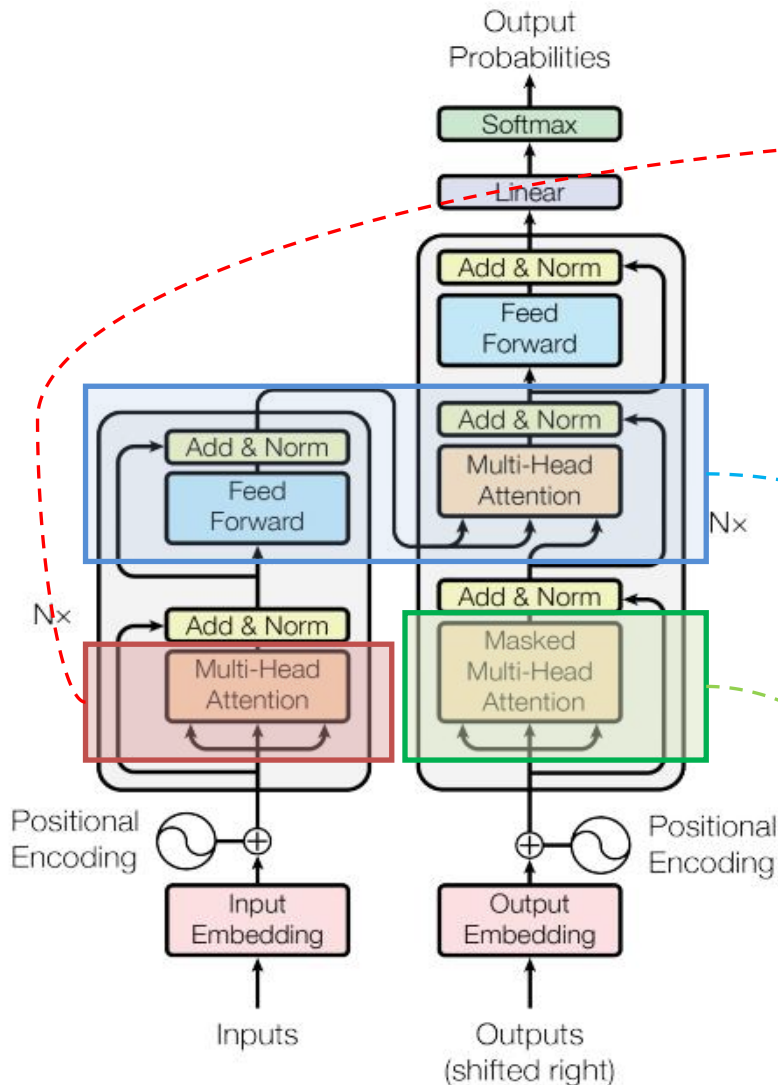 Output
Probabilities
Softmax
Linear
Add & Norm
Feed
Forward
Add & Norm
Multi-Head
Attention
Add & Norm
Feed
Forward
N×
N×
Add & Norm
Add & Norm
Multi-Head
Attention
Masked
Multi-Head
Attention
Positional
Encoding
Positional
Encoding
Input
Embedding
Output
Embedding
Inputs
Outputs
(shifted right)